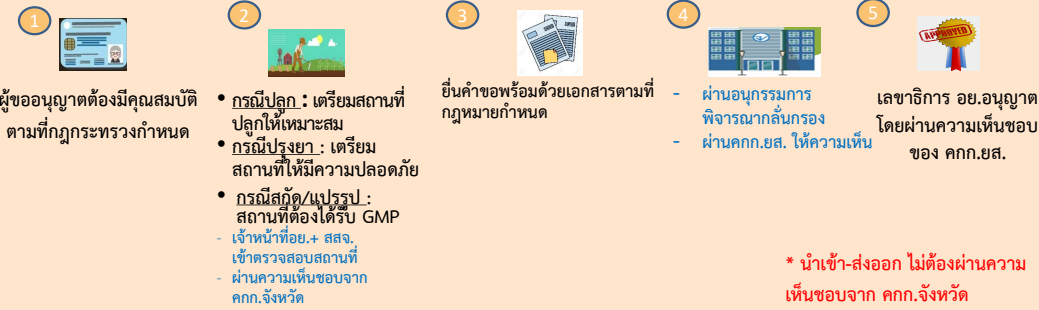 1
ผู้ขออนุญาตต้องมีคุณสมบัติ
ตามที่กฎกระทรวงกำหนด
2
• กรณีปลูก : เตรียมสถานที่
ปลูกให้เหมาะสม
• กรณีปรุงยา : เตรียม
สถานที่ให้มีความปลอดภัย
• กรณีสกัด/แปรรูป :
สถานที่ต้องได้รับ GMP
- เจ้าหน้าที่อย.+ สสจ.
เข้าตรวจสอบสถานที่
- ผ่านความเห็นชอบจาก
คกก.จังหวัด
3
ยื่นคำขอพร้อมด้วยเอกสารตามที่
กฎหมายกำหนด
4
- ผ่านอนุกรรมการ
พิจารณากลั่นกรอง
- ผ่านคกก.ยส. ให้ความเห็น
5
APPROVED
เลขาธิการ อย.อนุญาต
โดยผ่านความเห็นชอบ
ของ คกก.ยส.
* นำเข้า-ส่งออก ไม่ต้องผ่านความ
เห็นชอบจาก คกก.จังหวัด